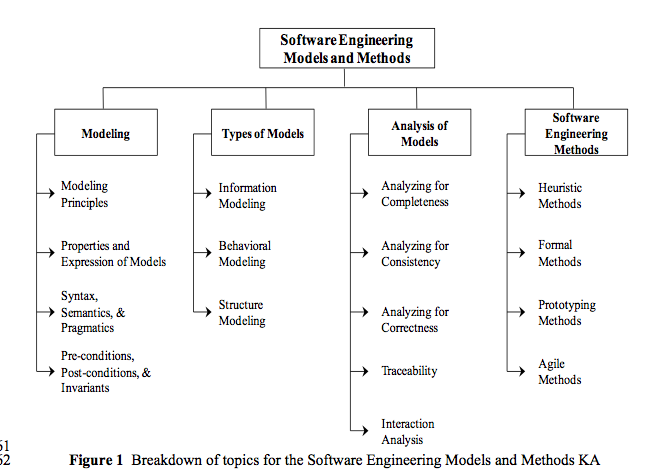 Software Engineering
Models and Methods
Modeling
Types of Models
Analysis of
Models
Software
Engineering
Methods
Modeling
Principles
Properties and
Expression of Models
Syntax,
Semantics, &
Pragmatics
Pre-conditions,
Post-conditions, &
Invariants
Information
Modeling
Behavioral
Modeling
Structure
Modeling
Analyzing for
Completeness
Analyzing for
Consistency
Analyzing for
Correctness
Traceability
Interaction
Analysis
Heuristic
Methods
Formal
Methods
Prototyping
Methods
Agile
Methods
Figure 1 Breakdown of topics for the Software Engineering Models and Methods KA